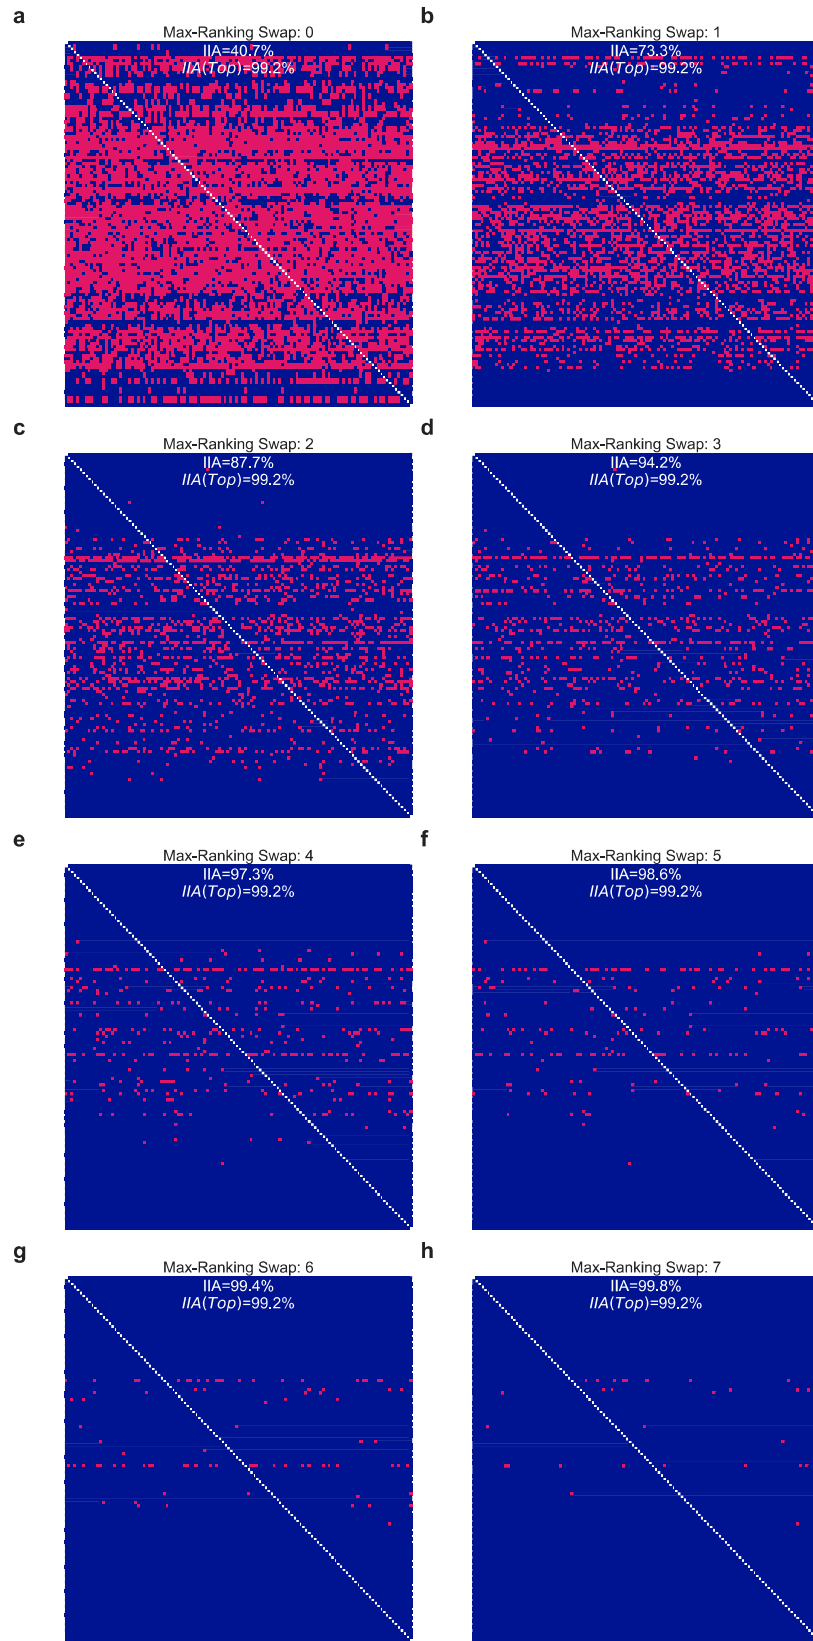 a
Max-Ranking Swap: 0
IIA=40.7%
IIA(Top)=99.2%
b
Max-Ranking Swap: 1
IIA=73.3%
IIA(Top)=99.2%
c
Max-Ranking Swap: 2
IIA=87.7%
IIA(Top)=99.2%
d
Max-Ranking Swap: 3
IIA=94.2%
IIA(Top)=99.2%
e
Max-Ranking Swap: 4
IIA=97.3%
IIA(Top)=99.2%
f
Max-Ranking Swap: 5
IIA=98.6%
IIA(Top)=99.2%
g
Max-Ranking Swap: 6
IIA=99.4%
IIA(Top)=99.2%
h
Max-Ranking Swap: 7
IIA=99.8%
IIA(Top)=99.2%